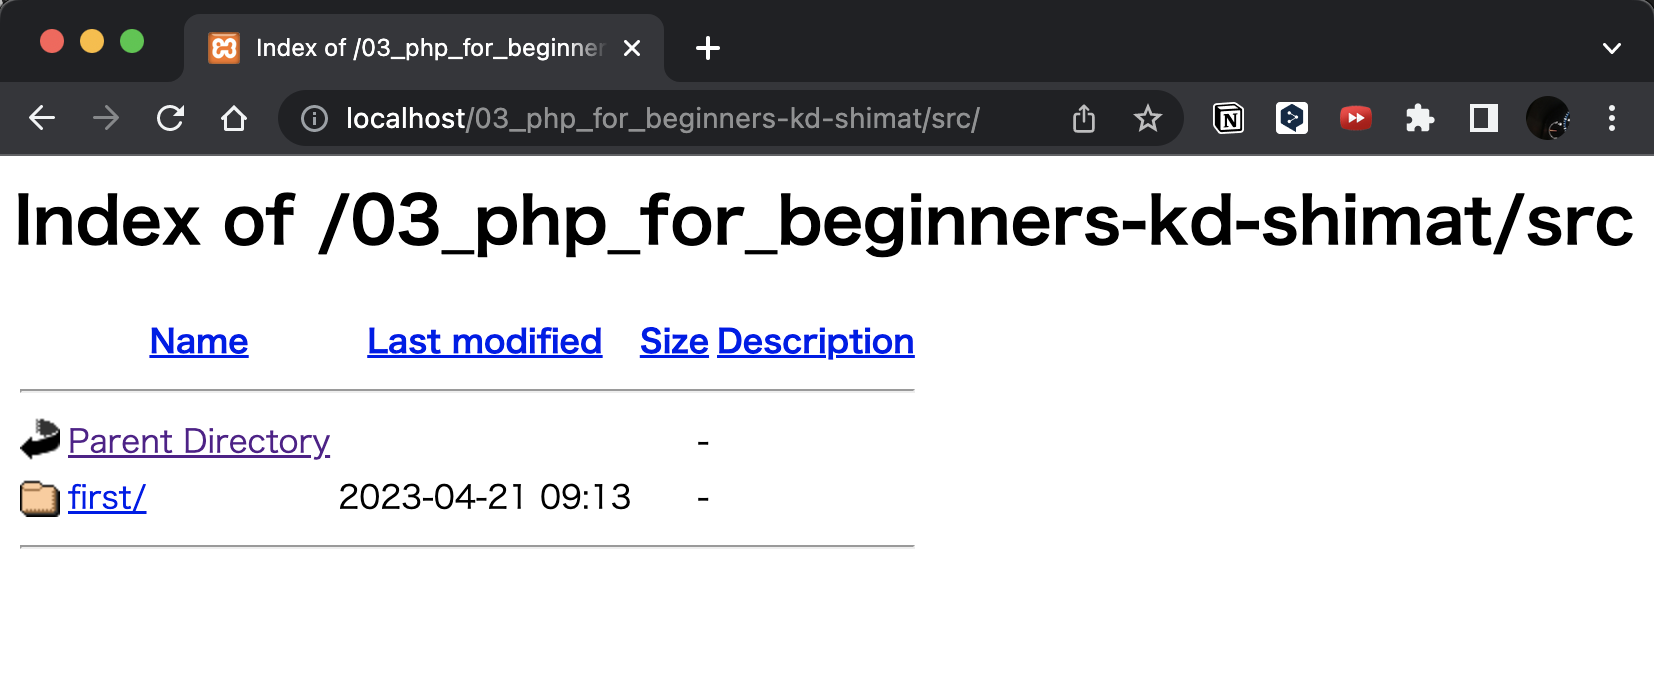 Index of /03_php_for_beginner
localhost/03_php_for_beginners-kd-shimat/src/
Index of /03_php_for_beginners-kd-shimat/src
Name Last modified Size Description
Parent Directory -
first/ 2023-04-21 09:13 -